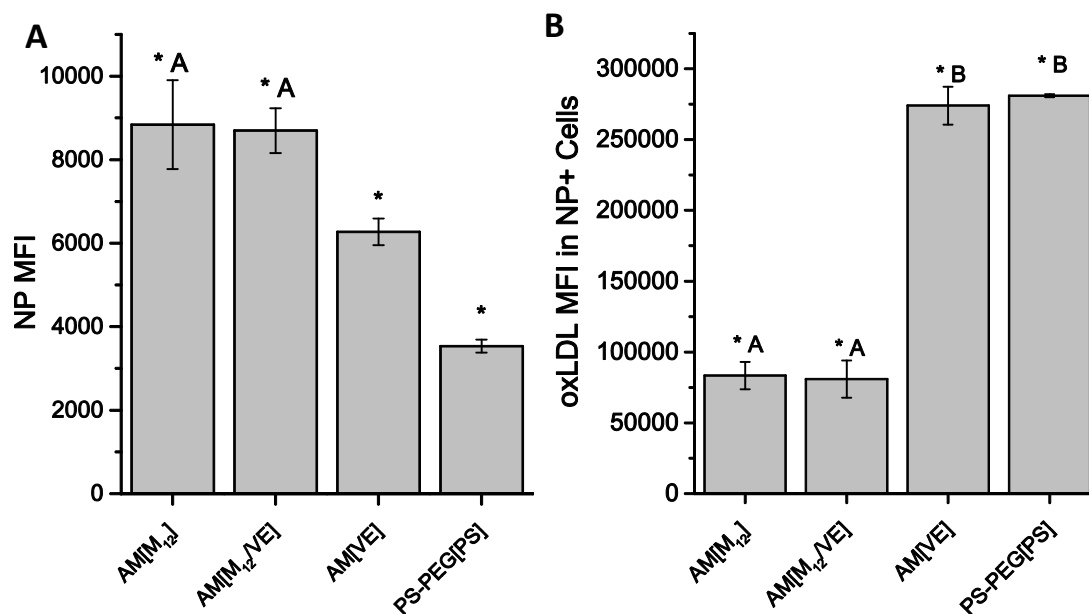 A
NP MFI
10000
8000
6000
4000
2000
0
* A
* A
*
*
AM[M₁₂]
AM[M₁₂/VE]
AM[VE]
PS-PEG[PS]
B
oxLDL MFI in NP+ Cells
300000
250000
200000
150000
100000
50000
0
* A
* A
* B
* B
AM[M₁₂]
AM[M₁₂/VE]
AM[VE]
PS-PEG[PS]